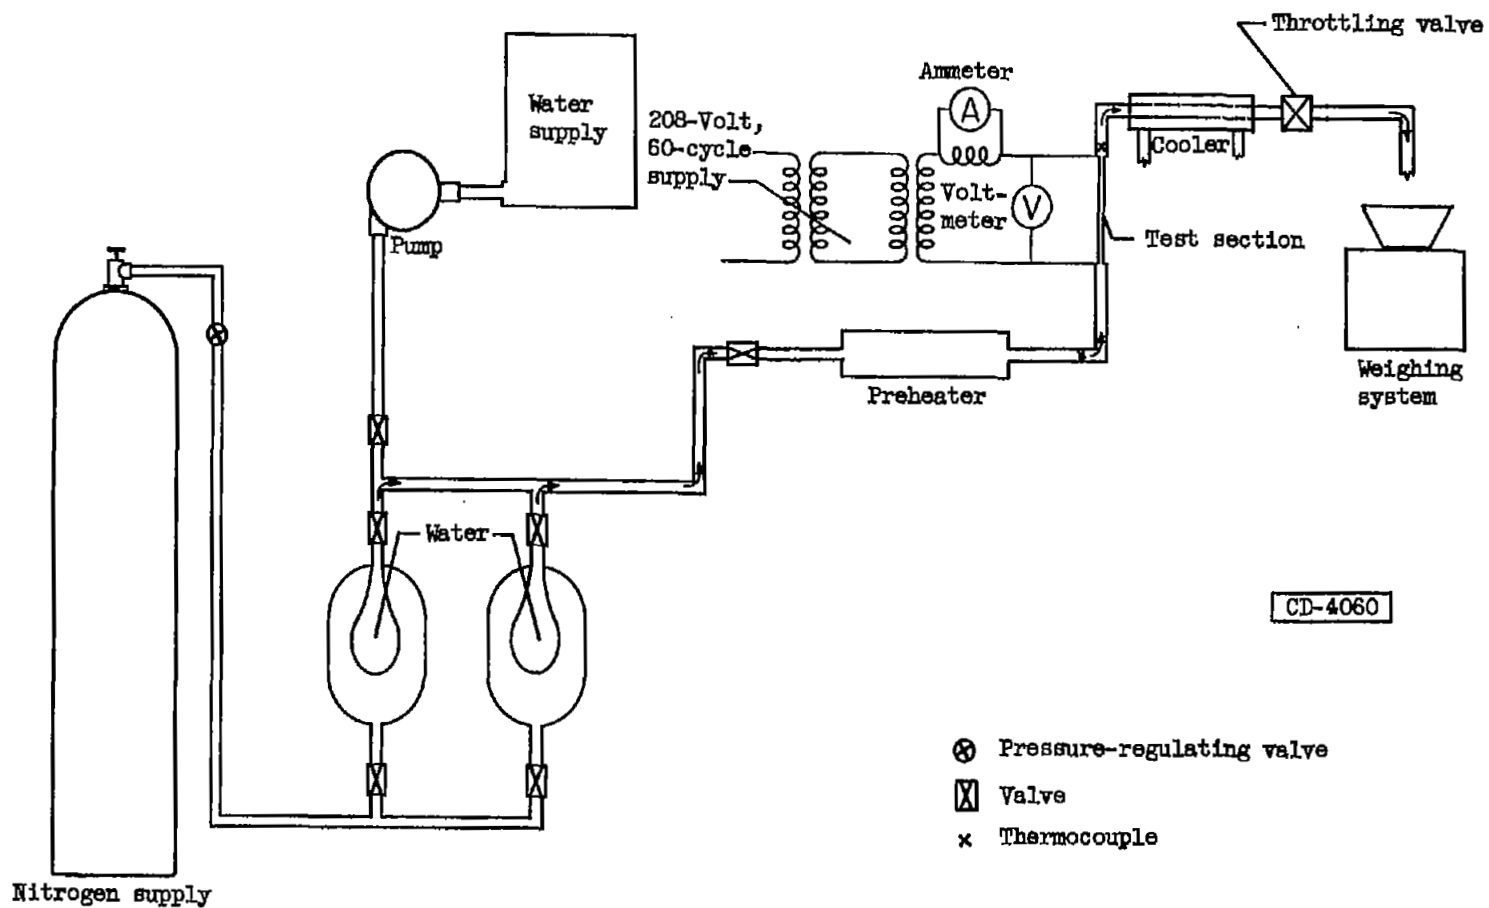 Throttling valve
Ammeter
A
Water
supply
208-Volt,
60-cycle
supply
Cooler
Volt-
meter
V
Pump
Test section
Preheater
Weighing
system
Water
CD-4060
Pressure-regulating valve
Valve
Thermocouple
Nitrogen supply